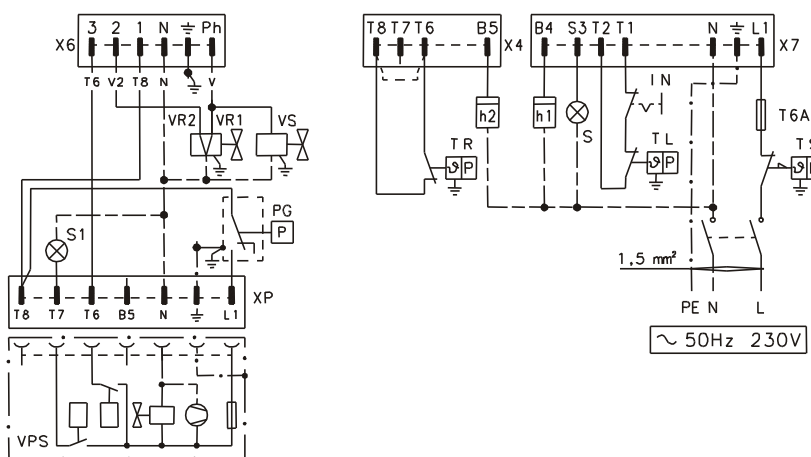 3 2 1 N Ph
X6
T6 V2 T8 N V
VR2 VR1 VS
PG
P
S1
XP
T8 T7 T6 B5 N L1
VPS
T8 T7 T6 B5
X4
B4 S3 T2 T1 N L1
X7
h2
h1
S
IN
T6A
TR
ϑ P
TL
ϑ P
1,5 mm²
PE N L
~ 50Hz 230V